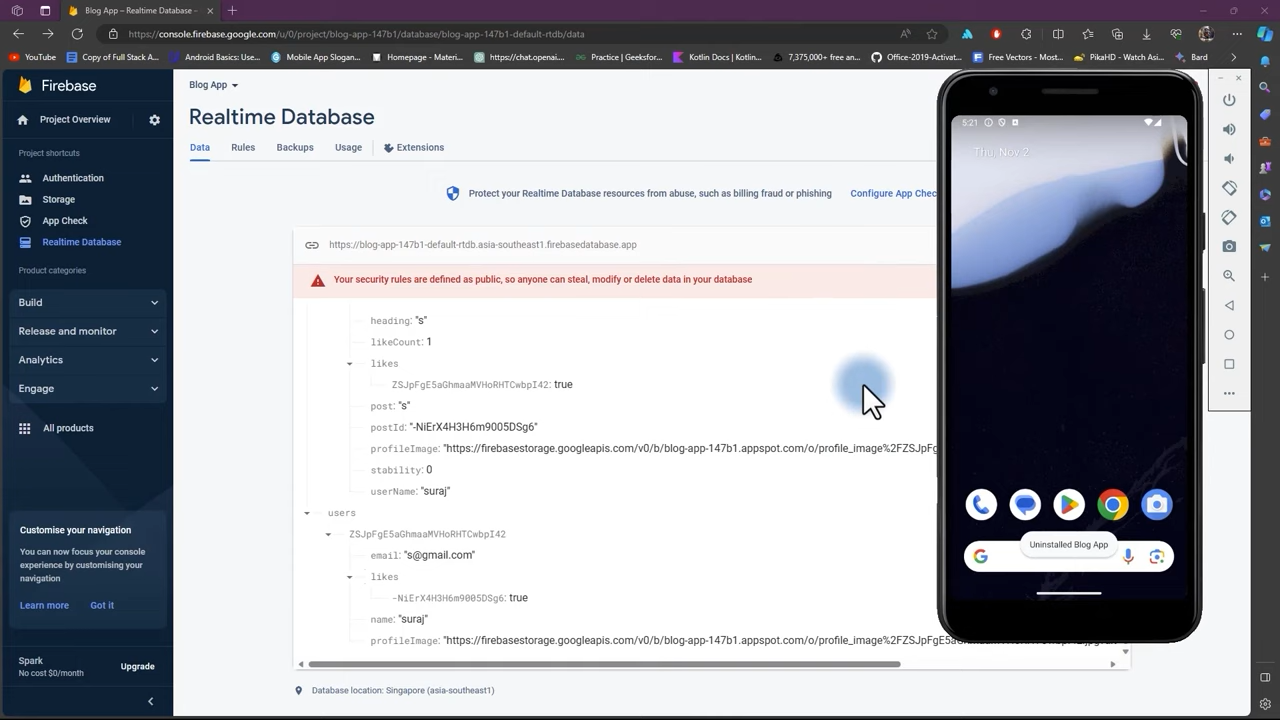 Blog App – Realtime Database –
https://console.firebase.google.com/u/0/project/blog-app-147b1/database/blog-app-147b1-default-rtdb/data
YouTube
Copy of Full Stack A...
Android Basics: Use...
Mobile App Slogan...
Homepage - Materi...
https://chat.openai...
Practice | Geeksfor...
Kotlin Docs | Kotlin...
Office-2019-Activat...
7,375,000+ free an...
Free Vectors - Most...
PikaHD - Watch Asi...
Bard
Firebase
Project Overview
Project shortcuts
Authentication
Storage
App Check
Realtime Database
Product categories
Build
Release and monitor
Analytics
Engage
All products
Customise your navigation
You can now focus your console
experience by customising your
navigation
Learn more
Got it
Spark
No cost $0/month
Upgrade
Blog App
Realtime Database
Data
Rules
Backups
Usage
Extensions
Protect your Realtime Database resources from abuse, such as billing fraud or phishing
Configure App Chec
https://blog-app-147b1-default-rtdb.asia-southeast1.firebasedatabase.app
Your security rules are defined as public, so anyone can steal, modify or delete data in your database
heading: "s"
likeCount: 1
likes
ZSJpFgE5aGhmaaMVHoRHTCwbpI42: true
post: "s"
postId: "-NiErX4H3H6m9005DSg6"
profileImage: "https://firebasestorage.googleapis.com/v0/b/blog-app-147b1.appspot.com/o/profile_image%2FZSJpFg
stability: 0
userName: "suraj"
users
ZSJpFgE5aGhmaaMVHoRHTCwbpI42
email: "s@gmail.com"
likes
-NiErX4H3H6m9005DSg6: true
name: "suraj"
profileImage: "https://firebasestorage.googleapis.com/v0/b/blog-app-147b1.appspot.com/o/profile_image%2FZSJpFgE5a
Database location: Singapore (asia-southeast1)
5:21
Thu, Nov 2
Uninstalled Blog App